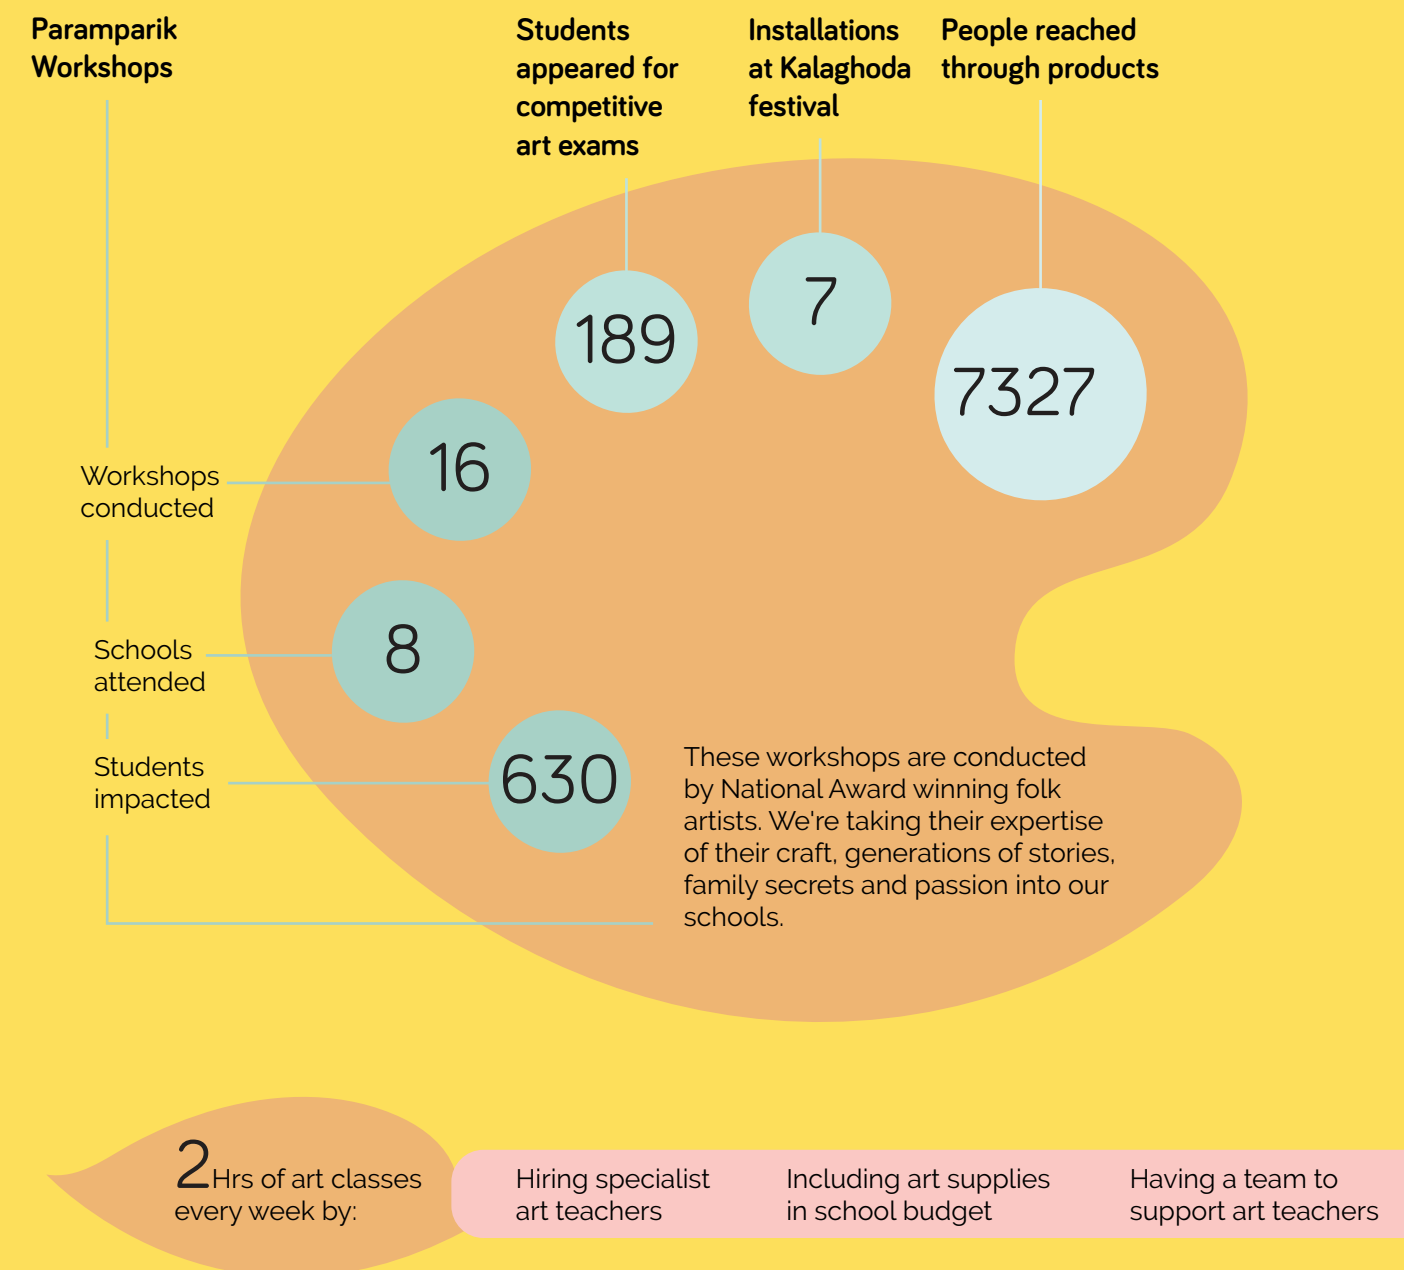 Paramparik
Workshops
Students
appeared for
competitive
art exams
Installations
at Kalaghoda
festival
People reached
through products
189
7
7327
16
Workshops
conducted
8
Schools
attended
630
Students
impacted
These workshops are conducted
by National Award winning folk
artists. We're taking their expertise
of their craft, generations of stories,
family secrets and passion into our
schools.
2 Hrs of art classes
every week by:
Hiring specialist
art teachers
Including art supplies
in school budget
Having a team to
support art teachers